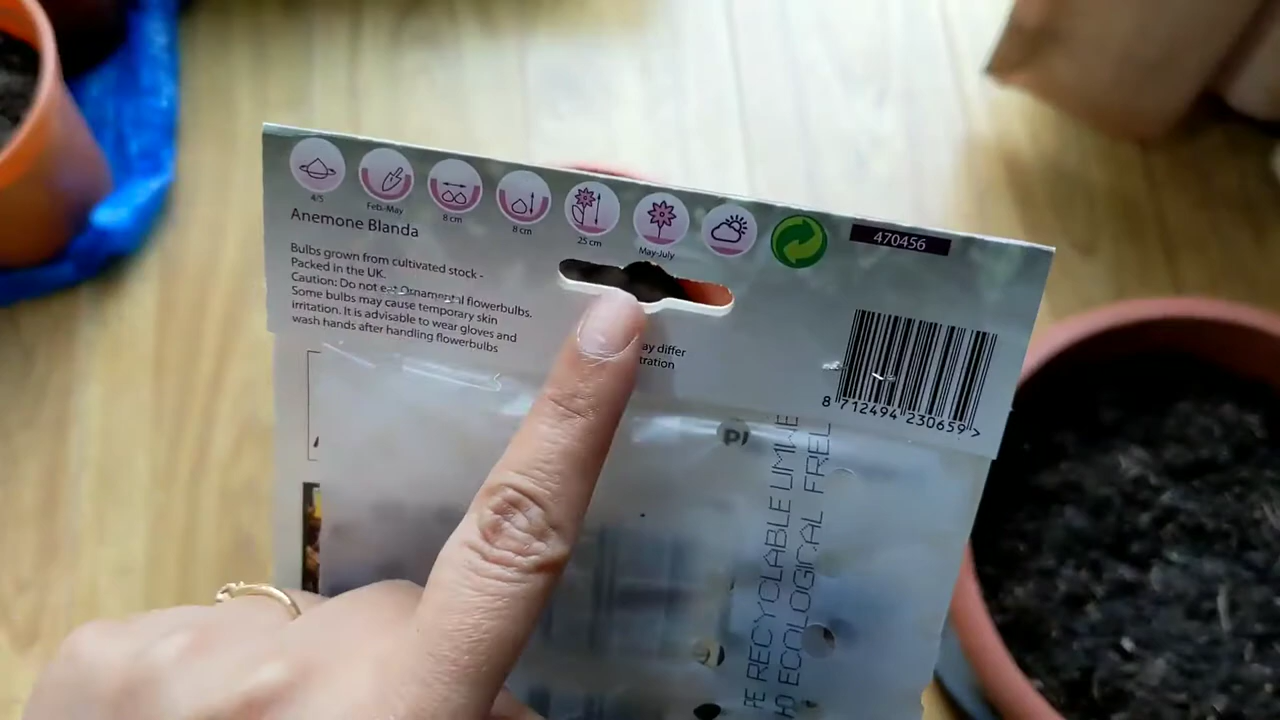 4/5
Feb.-May
8 cm
8 cm
25 cm
May-July
470456
Anemone Blanda
Bulbs grown from cultivated stock -
Packed in the UK.
Caution: Do not eat Ornamental flowerbulbs.
Some bulbs may cause temporary skin
irritation. It is advisable to wear gloves and
wash hands after handling flowerbulbs
ay differ
tration
8 712494 230659 >
RECYCLABLE
ECOLOGICAL